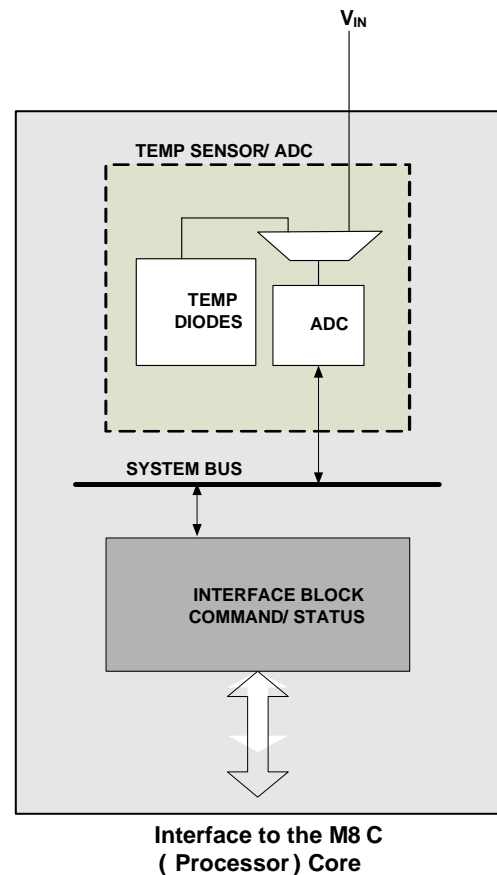 VIN
TEMP SENSOR/ ADC
TEMP
DIODES
ADC
SYSTEM BUS
INTERFACE BLOCK
COMMAND/ STATUS
Interface to the M8 C
( Processor ) Core